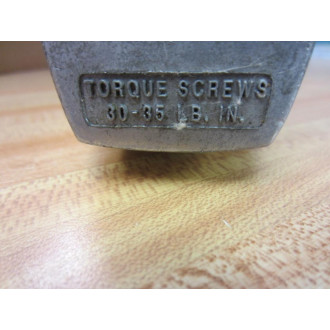 TORQUE SCREWS
30-35 LB. IN.